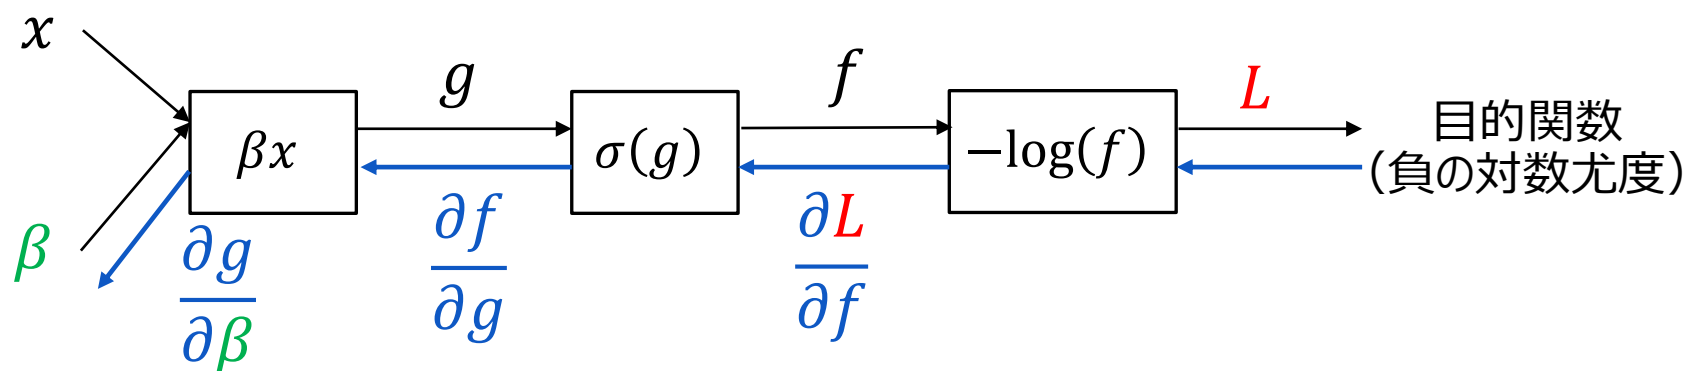 x
g
f
L
βx
σ(g)
−log(f)
目的関数
(負の対数尤度)
β
∂g
∂β
∂f
∂g
∂L
∂f